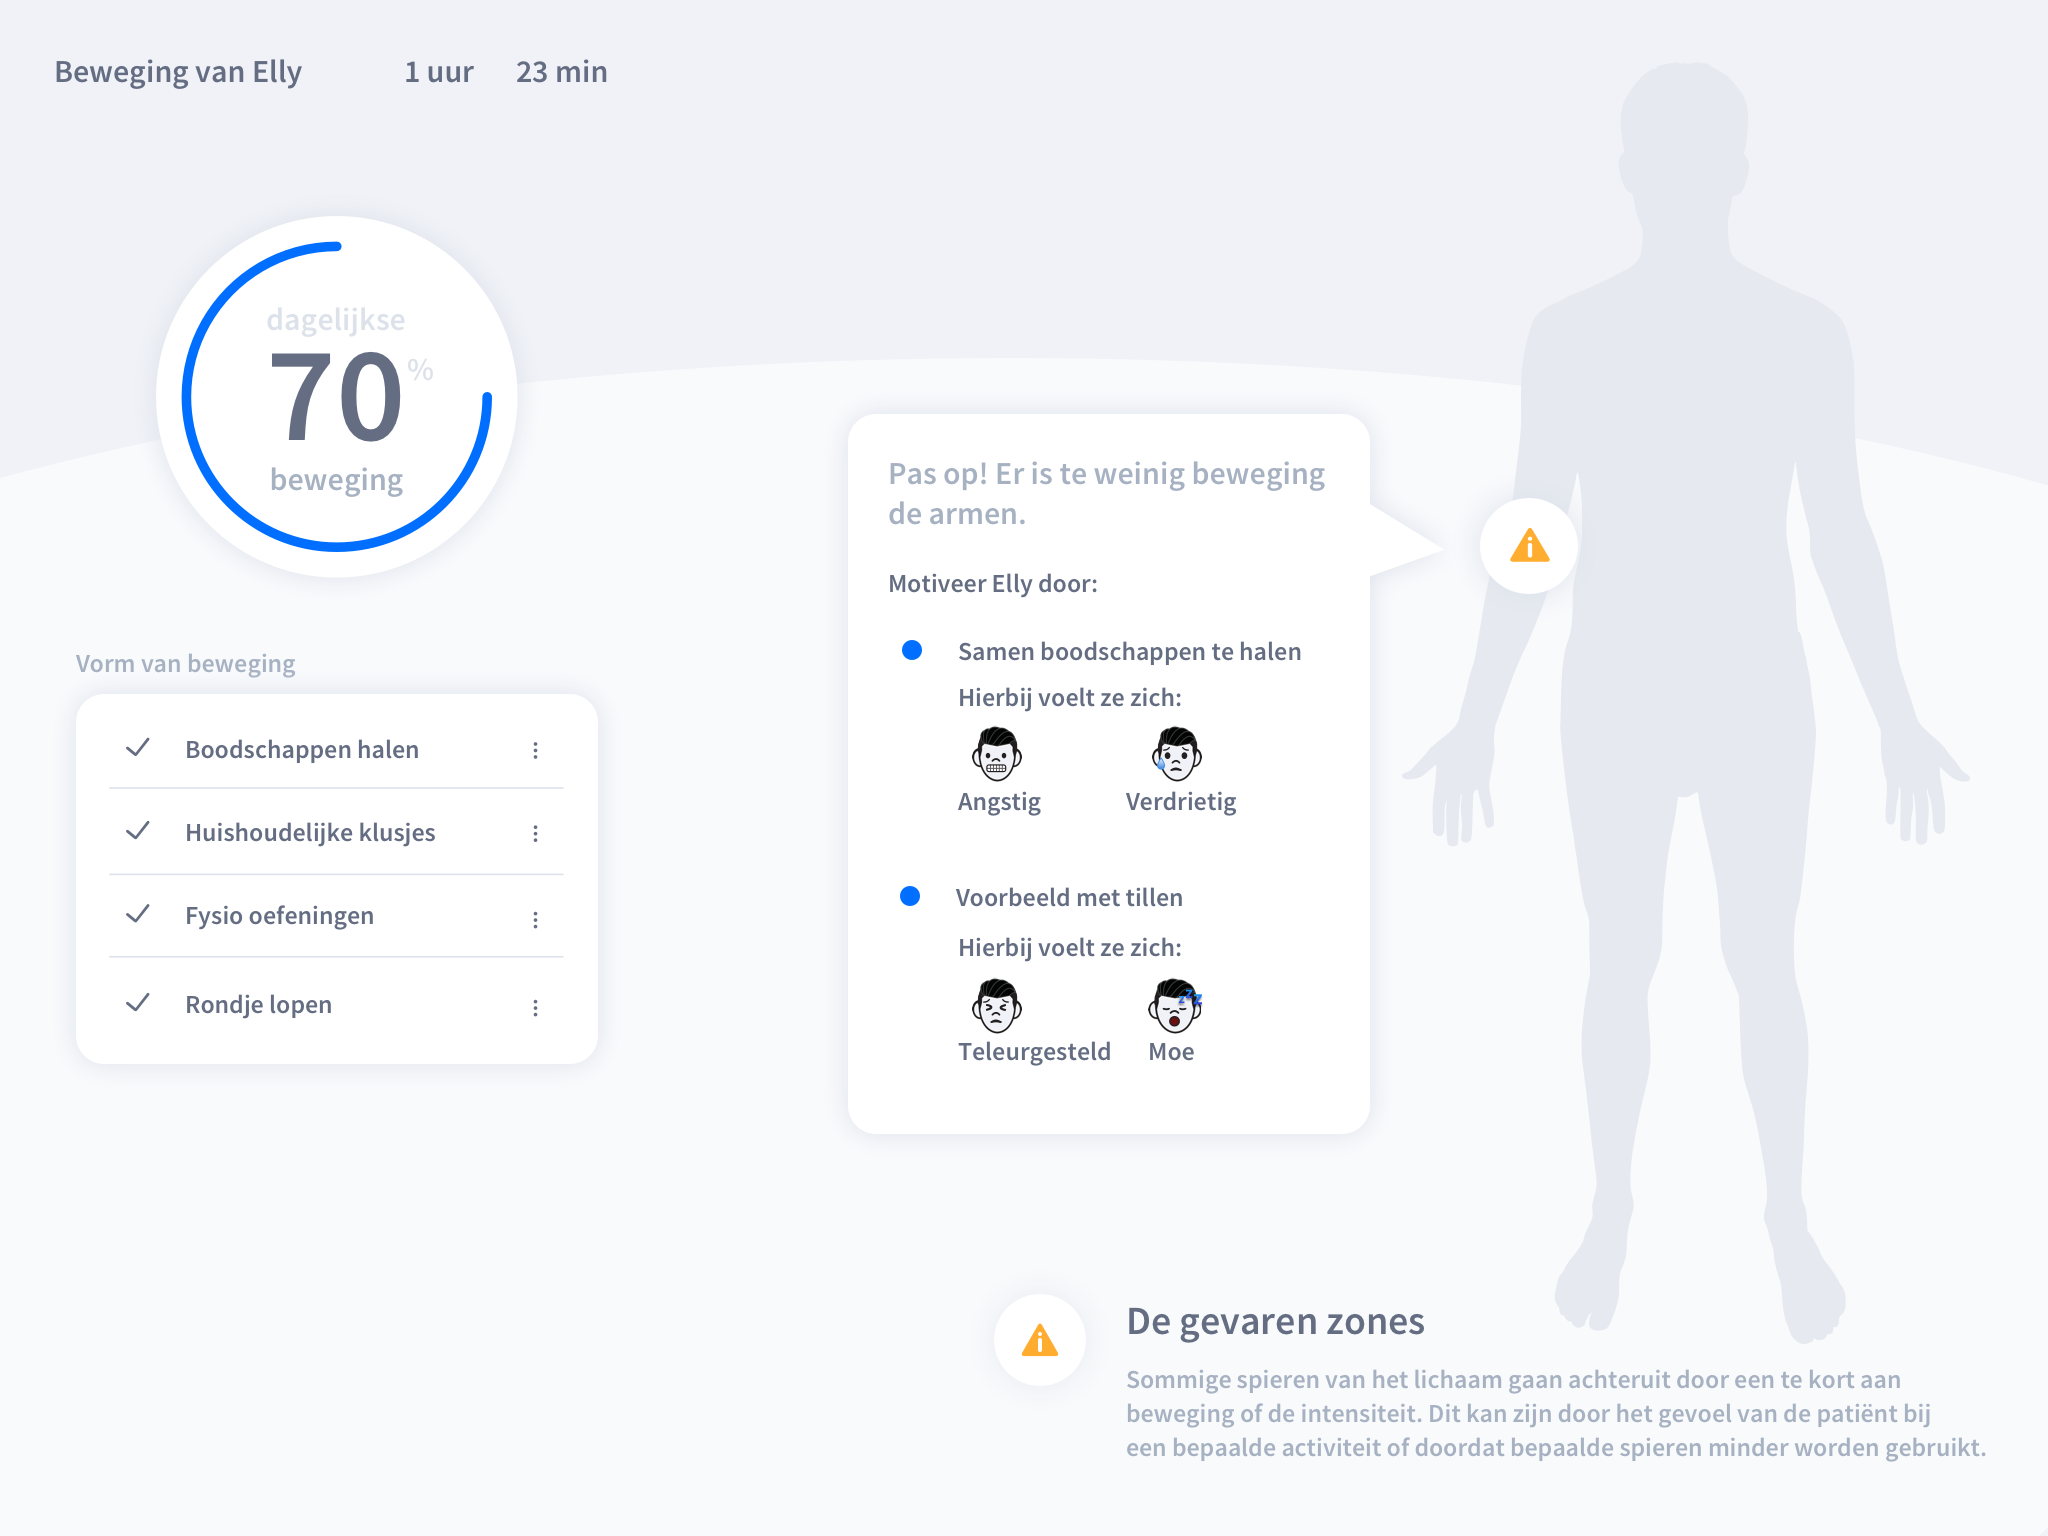 Beweging van Elly 1 uur 23 min
dagelijkse
70 %
beweging
Vorm van beweging
Boodschappen halen
Huishoudelijke klusjes
Fysio oefeningen
Rondje lopen
Pas op! Er is te weinig beweging
de armen.
Motiveer Elly door:
Samen boodschappen te halen
Hierbij voelt ze zich:
Angstig Verdrietig
Voorbeeld met tillen
Hierbij voelt ze zich:
Teleurgesteld Moe
De gevaren zones
Sommige spieren van het lichaam gaan achteruit door een te kort aan
beweging of de intensiteit. Dit kan zijn door het gevoel van de patiënt bij
een bepaalde activiteit of doordat bepaalde spieren minder worden gebruikt.